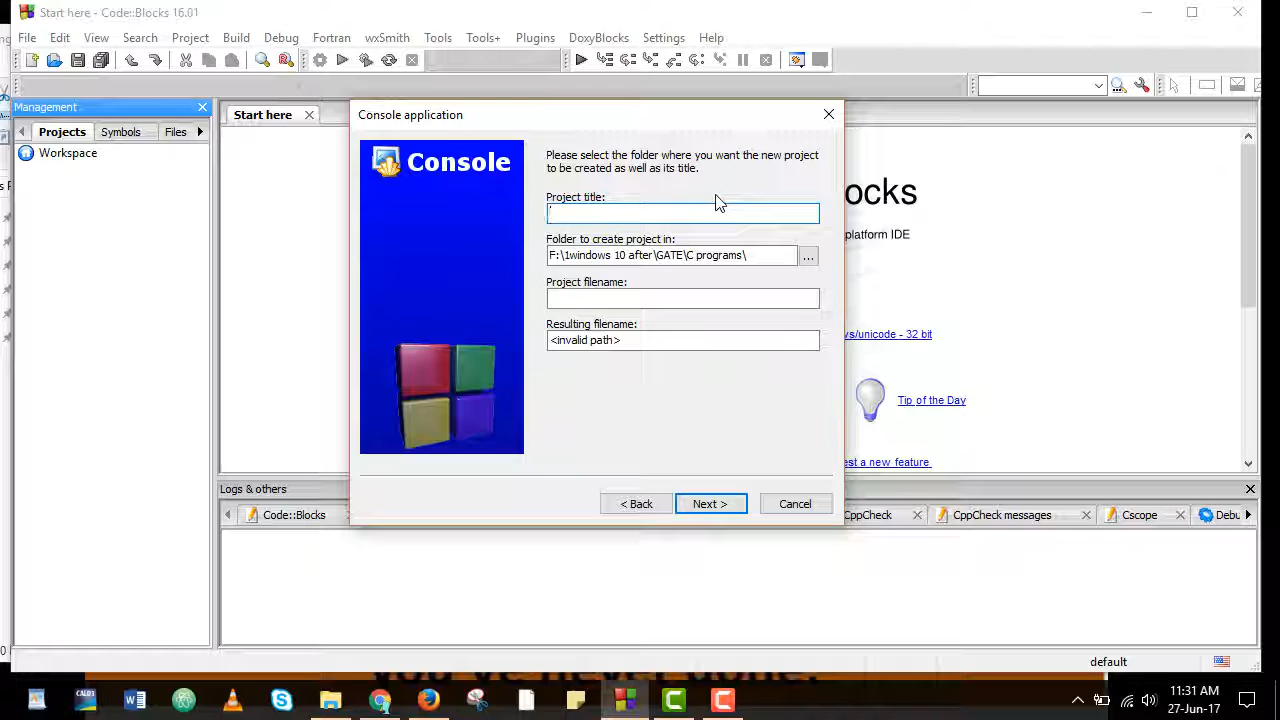 Start here - Code::Blocks 16.01
File Edit View Search Project Build Debug Fortran wxSmith Tools Tools+ Plugins DoxyBlocks Settings Help
Management
Projects Symbols Files
Workspace
Start here
Console application
Console
Please select the folder where you want the new project
to be created as well as its title.
Project title:
Folder to create project in:
F:\1windows 10 after\GATE\C programs\
...
Project filename:
Resulting filename:
<invalid path>
< Back Next > Cancel
locks
platform IDE
s/unicode - 32 bit
Tip of the Day
est a new feature
Logs & others
Code::Blocks CppCheck CppCheck messages Cscope Debu
default
11:31 AM
27-Jun-17